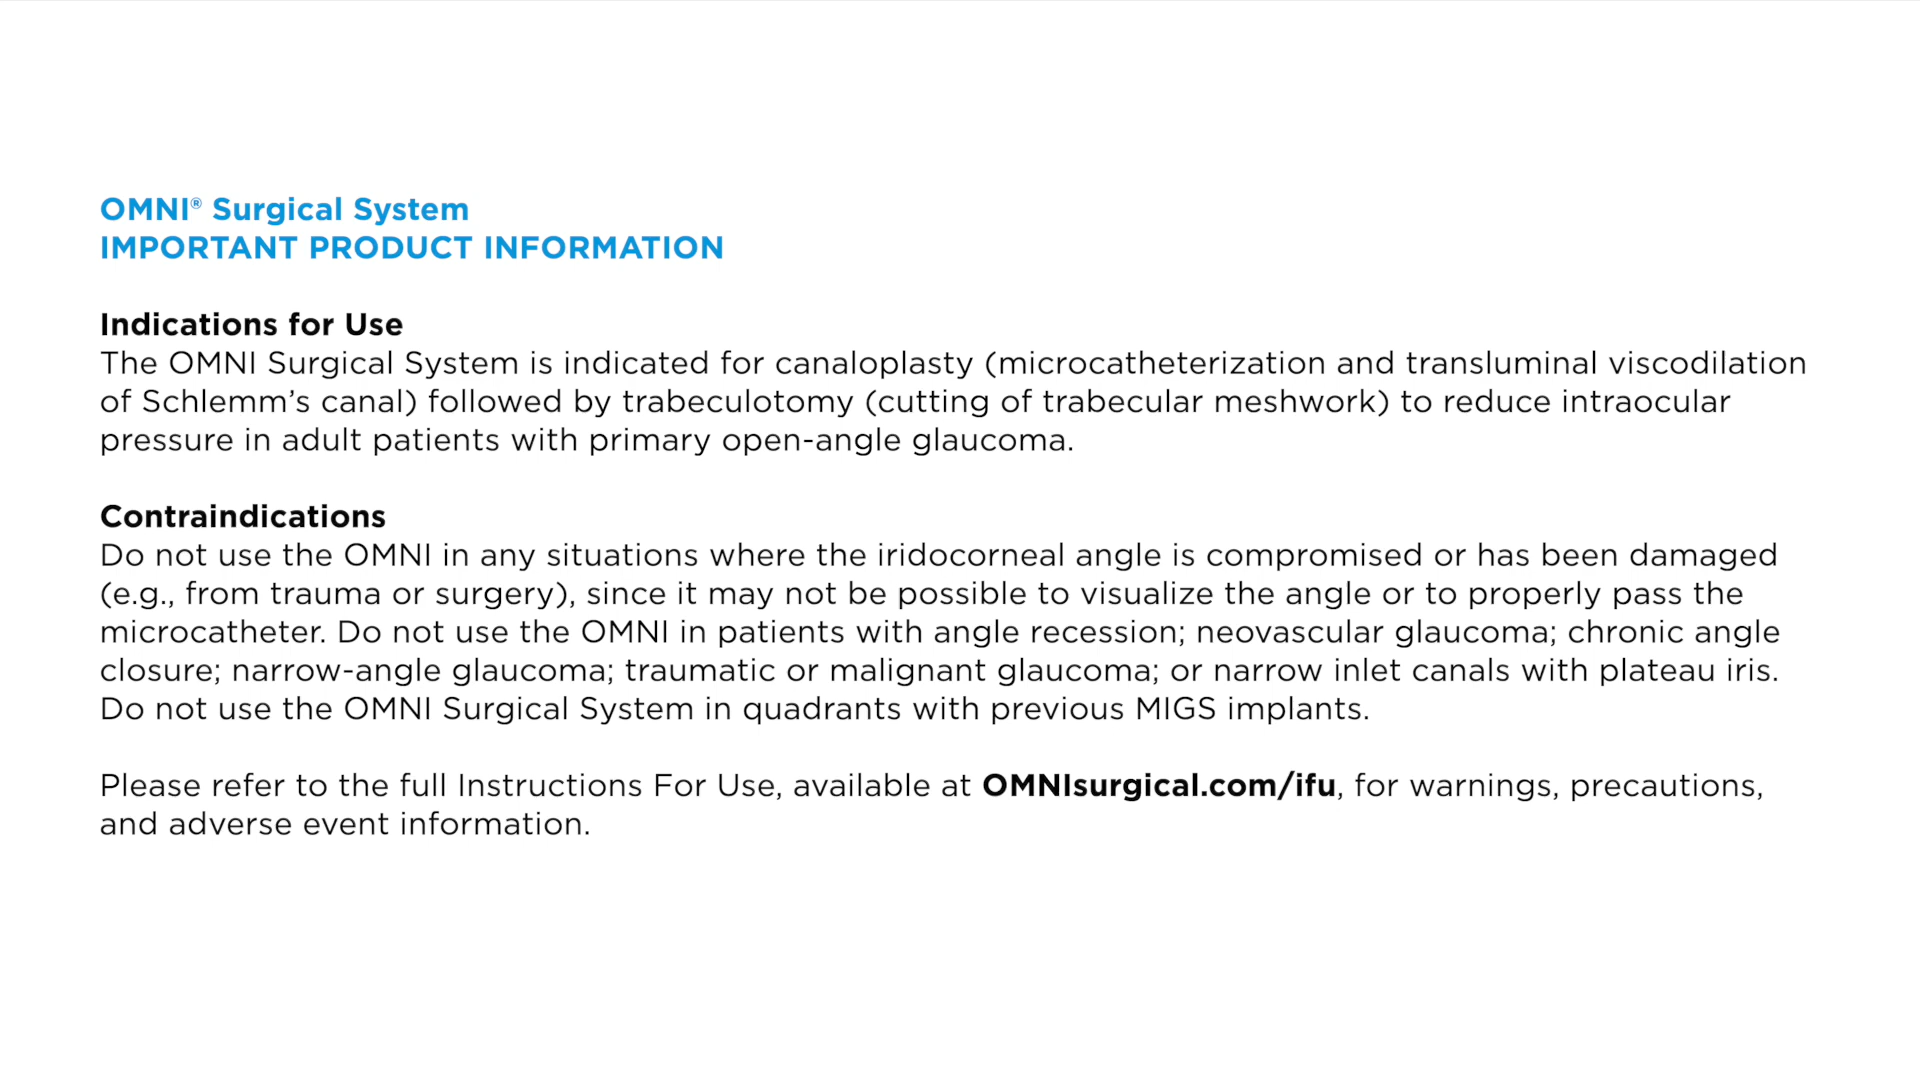 OMNI® Surgical System
IMPORTANT PRODUCT INFORMATION
Indications for Use
The OMNI Surgical System is indicated for canaloplasty (microcatheterization and transluminal viscodilation
of Schlemm’s canal) followed by trabeculotomy (cutting of trabecular meshwork) to reduce intraocular
pressure in adult patients with primary open-angle glaucoma.
Contraindications
Do not use the OMNI in any situations where the iridocorneal angle is compromised or has been damaged
(e.g., from trauma or surgery), since it may not be possible to visualize the angle or to properly pass the
microcatheter. Do not use the OMNI in patients with angle recession; neovascular glaucoma; chronic angle
closure; narrow-angle glaucoma; traumatic or malignant glaucoma; or narrow inlet canals with plateau iris.
Do not use the OMNI Surgical System in quadrants with previous MIGS implants.
Please refer to the full Instructions For Use, available at OMNIsurgical.com/ifu, for warnings, precautions,
and adverse event information.